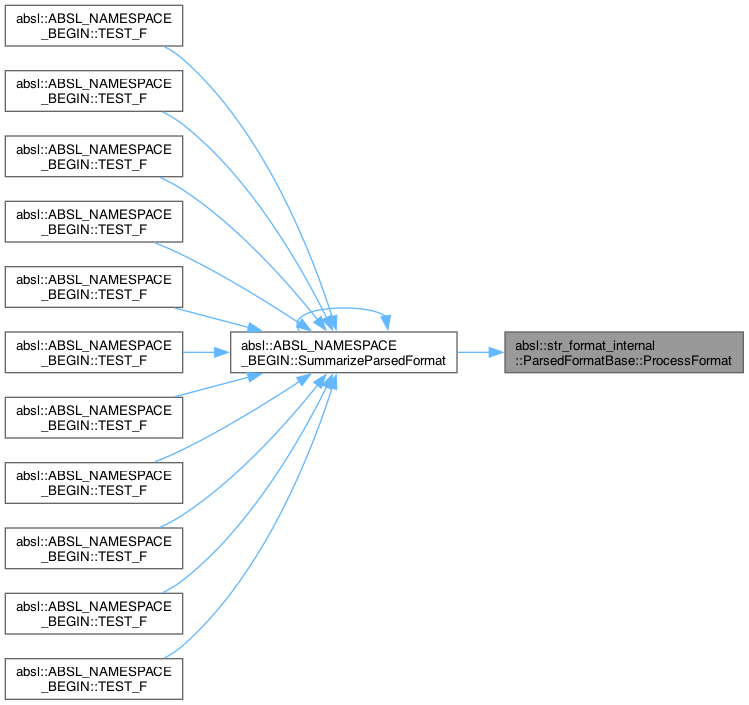 absl::ABSL_NAMESPACE
_BEGIN::TEST_F
absl::ABSL_NAMESPACE
_BEGIN::TEST_F
absl::ABSL_NAMESPACE
_BEGIN::TEST_F
absl::ABSL_NAMESPACE
_BEGIN::TEST_F
absl::ABSL_NAMESPACE
_BEGIN::TEST_F
absl::ABSL_NAMESPACE
_BEGIN::TEST_F
absl::ABSL_NAMESPACE
_BEGIN::TEST_F
absl::ABSL_NAMESPACE
_BEGIN::TEST_F
absl::ABSL_NAMESPACE
_BEGIN::TEST_F
absl::ABSL_NAMESPACE
_BEGIN::TEST_F
absl::ABSL_NAMESPACE
_BEGIN::TEST_F
absl::ABSL_NAMESPACE
_BEGIN::SummarizeParsedFormat
absl::str_format_internal
::ParsedFormatBase::ProcessFormat